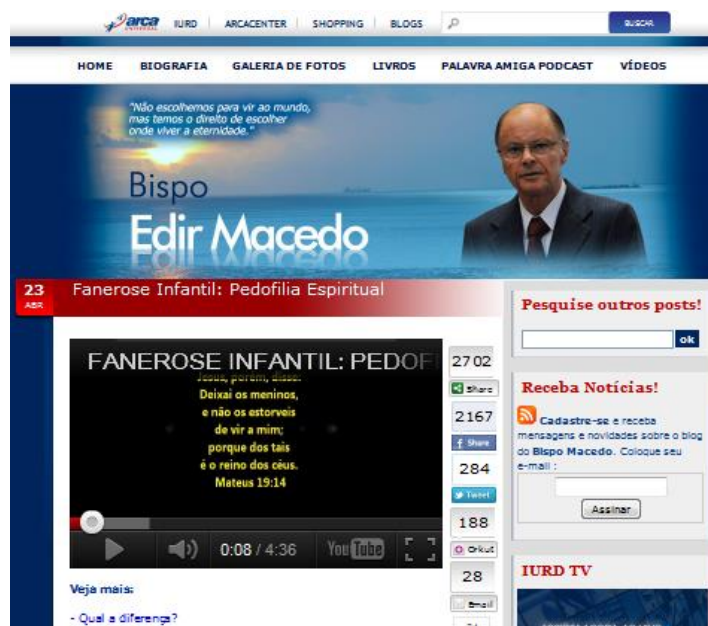 arca
UNIVERSAL
IURD
ARCACENTER
SHOPPING
BLOGS
BUSCAR
HOME
BIOGRAFIA
GALERIA DE FOTOS
LIVROS
PALAVRA AMIGA PODCAST
VÍDEOS
"Não escolhemos para vir ao mundo,
mas temos o direito de escolher
onde viver a eternidade."
Bispo
Edir Macedo
23
ABR
Fanerose Infantil: Pedofilia Espiritual
FANEROSE INFANTIL: PEDOF
Jesus, porém, disse:
Deixai os meninos,
e não os estorveis
de vir a mim;
porque dos tais
é o reino dos céus.
Mateus 19:14
0:08 / 4:36
YouTube
2702
Share
2167
Share
284
Tweet
188
Orkut
28
Email
Veja mais:
- Qual a diferença?
Pesquise outros posts!
ok
Receba Notícias!
Cadastre-se e receba
mensagens e novidades sobre o blog
do Bispo Macedo. Coloque seu
e-mail :
Assinar
IURD TV